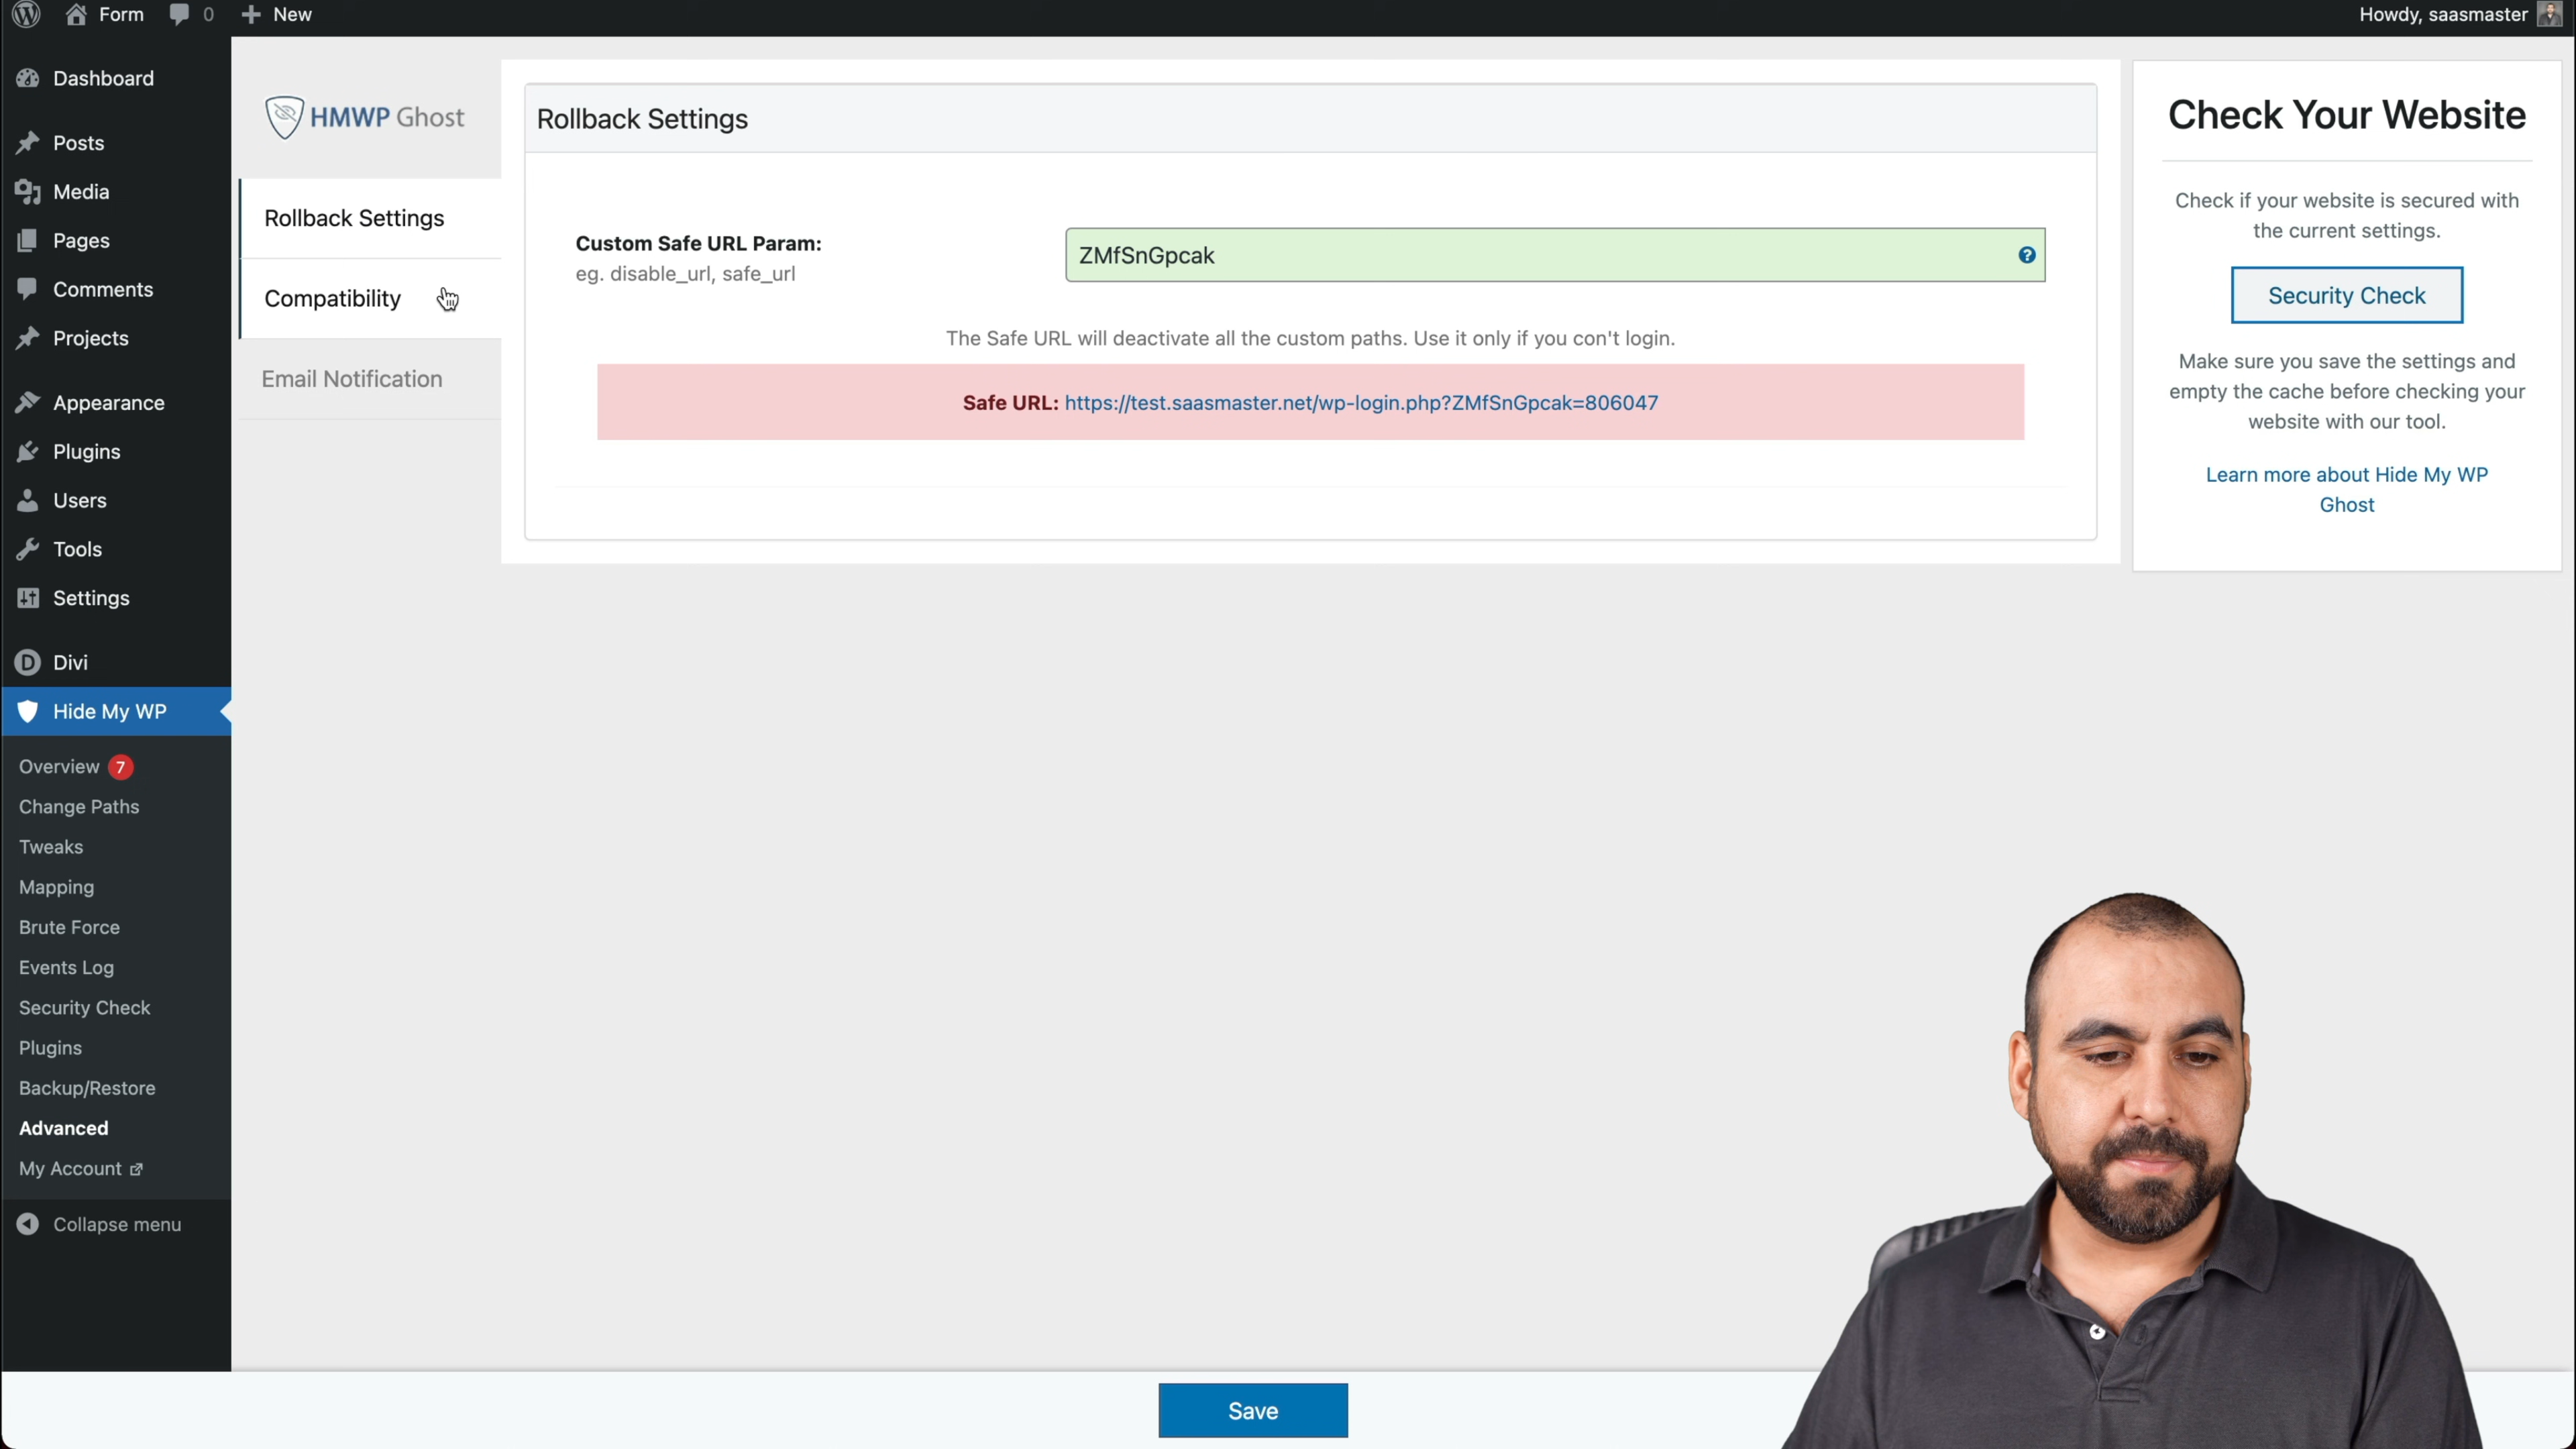 Form
0
New
Howdy, saasmaster
Dashboard
Posts
Media
Pages
Comments
Projects
Appearance
Plugins
Users
Tools
Settings
Divi
Hide My WP
Overview 7
Change Paths
Tweaks
Mapping
Brute Force
Events Log
Security Check
Plugins
Backup/Restore
Advanced
My Account
Collapse menu
HMWP Ghost
Rollback Settings
Compatibility
Email Notification
Rollback Settings
Custom Safe URL Param:
eg. disable_url, safe_url
ZMfSnGpcak
The Safe URL will deactivate all the custom paths. Use it only if you con't login.
Safe URL: https://test.saasmaster.net/wp-login.php?ZMfSnGpcak=806047
Check Your Website
Check if your website is secured with
the current settings.
Security Check
Make sure you save the settings and
empty the cache before checking your
website with our tool.
Learn more about Hide My WP
Ghost
Save